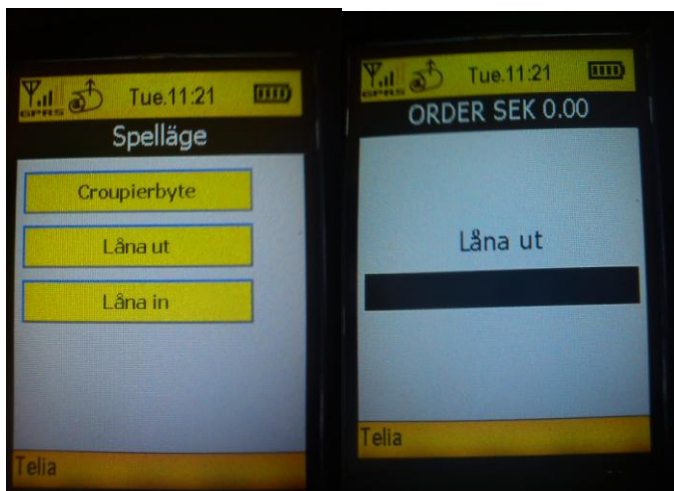 GPRS
Tue.11:21
Spelläge
Croupierbyte
Låna ut
Låna in
Telia
GPRS
Tue.11:21
ORDER SEK 0.00
Låna ut
Telia